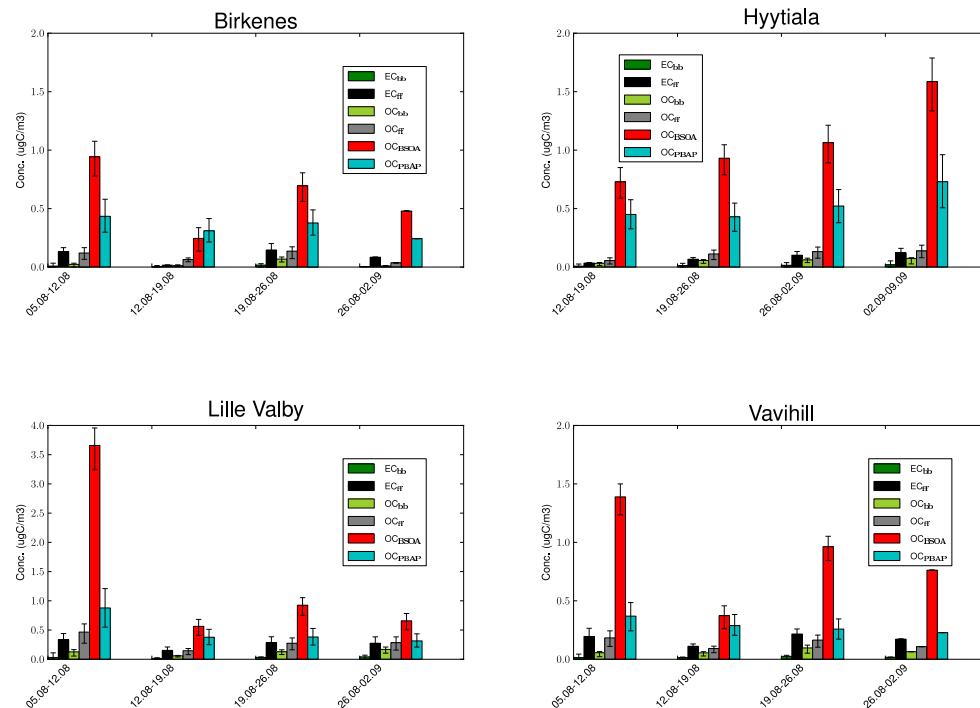 Birkenes
Conc. (ugC/m3)
2.0
1.5
1.0
0.5
0.0
EC_bb
EC_ff
OC_bb
OC_ff
OC_BSOA
OC_PBAP
05.08-12.08
12.08-19.08
19.08-26.08
26.08-02.09
Hyytiala
Conc. (ugC/m3)
2.0
1.5
1.0
0.5
0.0
EC_bb
EC_ff
OC_bb
OC_ff
OC_BSOA
OC_PBAP
12.08-19.08
19.08-26.08
26.08-02.09
02.09-09.09
Lille Valby
Conc. (ugC/m3)
4.0
3.5
3.0
2.5
2.0
1.5
1.0
0.5
0.0
EC_bb
EC_ff
OC_bb
OC_ff
OC_BSOA
OC_PBAP
05.08-12.08
12.08-19.08
19.08-26.08
26.08-02.09
Vavihill
Conc. (ugC/m3)
2.0
1.5
1.0
0.5
0.0
EC_bb
EC_ff
OC_bb
OC_ff
OC_BSOA
OC_PBAP
05.08-12.08
12.08-19.08
19.08-26.08
26.08-02.09